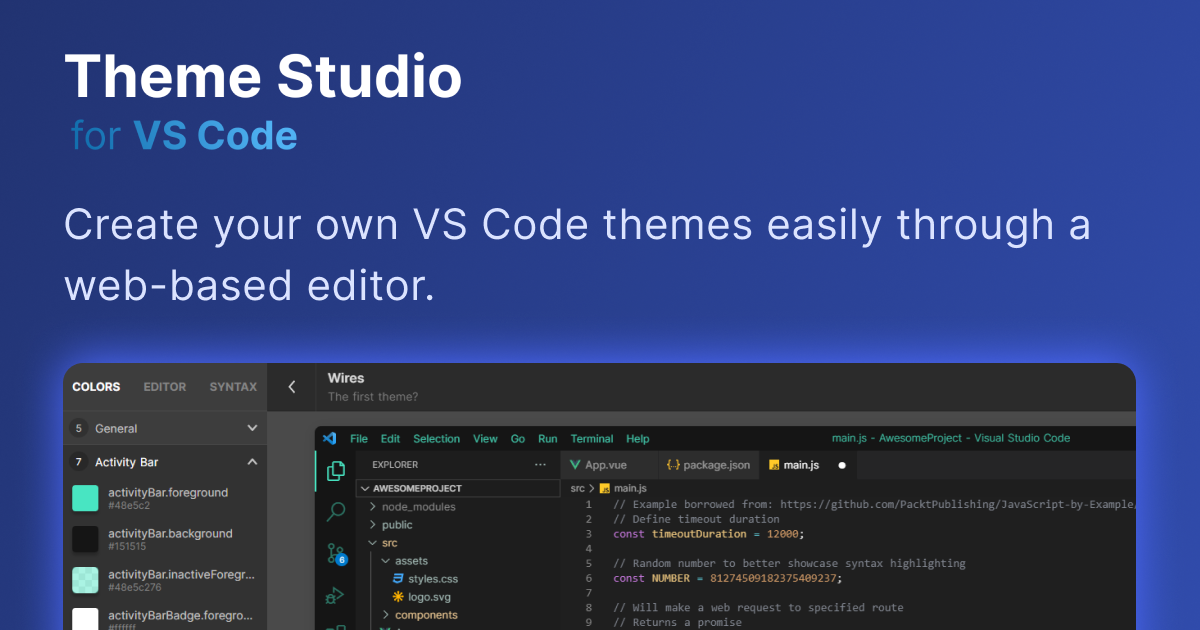 Theme Studio
for VS Code
Create your own VS Code themes easily through a
web-based editor.
COLORS EDITOR SYNTAX
Wires
The first theme?
5 General
7 Activity Bar
activityBar.foreground
#48e5c2
activityBar.background
#151515
activityBar.inactiveForegr...
#48e5c276
activityBarBadge.foregro...
#ffffff
File Edit Selection View Go Run Terminal Help
main.js - AwesomeProject - Visual Studio Code
EXPLORER ...
AWESOMEPROJECT
node_modules
public
src
assets
styles.css
logo.svg
components
6
App.vue
{..} package.json
JS main.js
src > JS main.js
1 // Example borrowed from: https://github.com/PacktPublishing/JavaScript-by-Example/
2 // Define timeout duration
3 const timeoutDuration = 12000;
4
5 // Random number to better showcase syntax highlighting
6 const NUMBER = 81274509182375409237;
7
8 // Will make a web request to specified route
9 // Returns a promise